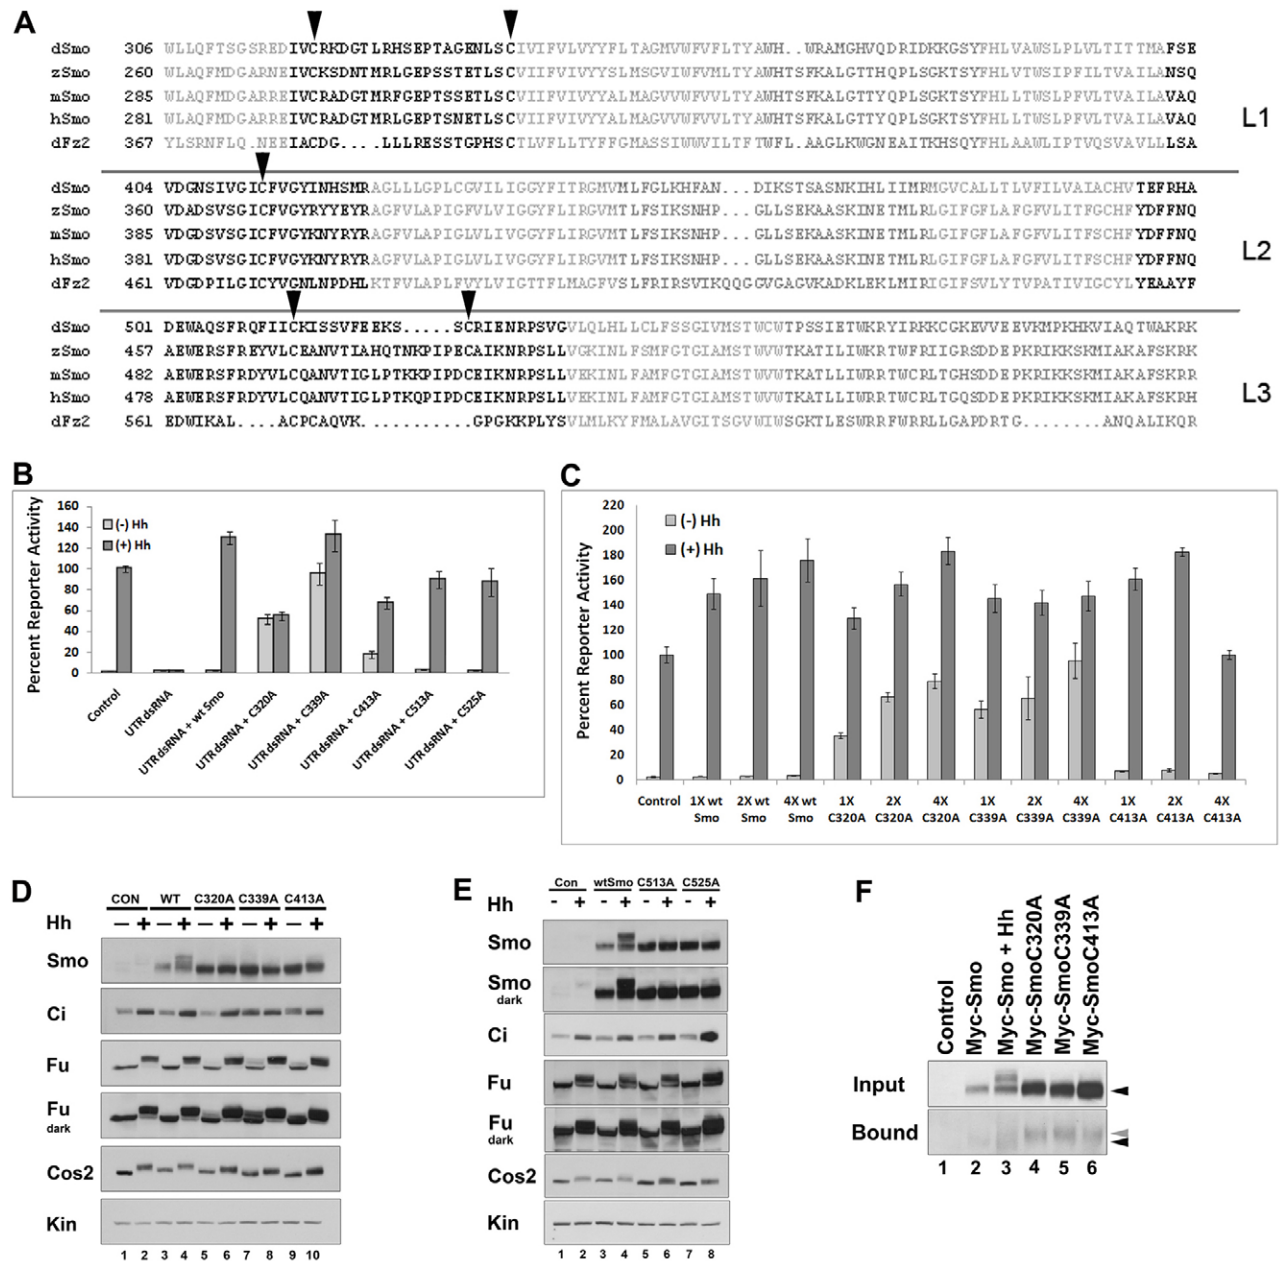 A
dSmo 306 WLLQFTSGSREDIVCRKDGTLRHSEPTAGENLSCIVIFVLVYYFLTAGMVWFVFLTYAWH..WRAMGHVQDRIDKKGSYFHLVAWSLPLVLTITTMAFSE
zSmo 260 WLAQFMDGARNEIVCKSDNTMRLGEPSSTETLSCVIIFVIVYYSLMSGVIWFVMLTYAWHTSFKALGTTHQPLSGKTSYFHLVTWSIPFILTVAILANSQ
mSmo 285 WLAQFMDGARREIVCRADGTMRFGEPTSSETLSCVIIFVIVYYALMAGVVWFVVLTYAWHTSFKALGTTYQPLSGKTSYFHLLTWSLPFVLTVAILAVAQ
hSmo 281 WLAQFMDGARREIVCRADGTMRLGEPTSNETLSCVIIFVIVYYALMAGVVWFVVLTYAWHTSFKALGTTYQPLSGKTSYFHLLTWSLPFVLTVAILAVAQ
dFz2 367 YLSRNFLQ.NEEIACDG....LLLRESSTGPHSCTLVFLLTYFFGMASSIWWVILTFTWFL.AAGLKWGNEAITKHSQYFHLAAWLIPTVQSVAVLLLSA
L1
dSmo 404 VDGNSIVGICFVGYINHSMRAGLLLGPLCGVILIGGYFITRGMVMLFGLKHFAN...DIKSTSASNKIHLIIMRMGVCALLTLVFILVAIACHVTEFRHA
zSmo 360 VDADSVSGICFVGYRYYEYRAGFVLAPIGFVLVIGGYFLIRGVMTLFSIKSNHP...GLLSEKAASKINETMLRLGIFGFLAFGFVLITFGCHFYDFFNQ
mSmo 385 VDGDSVSGICFVGYKNYRYRAGFVLAPIGLVLIVGGYFLIRGVMTLFSIKSNHP...GLLSEKAASKINETMLRLGIFGFLAFGFVLITFSCHFYDFFNQ
hSmo 381 VDGDSVSGICFVGYKNYRYRAGFVLAPIGLVLIVGGYFLIRGVMTLFSIKSNHP...GLLSEKAASKINETMLRLGIFGFLAFGFVLITFSCHFYDFFNQ
dFz2 461 VDGDPILGICYVGNLNPDHLKTFVLAPLFVYLVIGTTFLMAGFVSLFRIRSVIKQQGGVGAGVKADKLEKLMIRIGIFSVLYTVPATIVIGCYLYEAAYF
L2
dSmo 501 DEWAQSFRQFIICKISSVFEEKS.....SCRIENRPSVGVLQLHLLCLFSSGIVMSTWCWTPSSIETWKRYIRKKCGKEVVEEVKMPKHKVIAQTWAKRK
zSmo 457 AEWERSFREYVLCEANVTIAHQTNKPIPECAIKNRPSLLVGKINLFSMFGTGIAMSTWVWTKATILIWKRTWFRIIGRSDDEPKRIKKSKMIAKAFSKRK
mSmo 482 AEWERSFRDYVLCQANVTIGLPTKKPIPDCEIKNRPSLLVEKINLFAMFGTGIAMSTWVWTKATLLIWRRTWCRLTGHSDDEPKRIKKSKMIAKAFSKRR
hSmo 478 AEWERSFRDYVLCQANVTIGLPTKQPIPDCEIKNRPSLLVEKINLFAMFGTGIAMSTWVWTKATLLIWRRTWCRLTGQSDDEPKRIKKSKMIAKAFSKRH
dFz2 561 EDWIKAL....ACPCAQVK...........GPGKKPLYSVLMLKYFMALAVGITSGVWIWSGKTLESWRRFWRRLLGAPDRTG........ANQALIKQR
L3
B
Percent Reporter Activity
160
140
120
100
80
60
40
20
0
(-) Hh
(+) Hh
Control
UTR dsRNA
UTR dsRNA + wt Smo
UTR dsRNA + C320A
UTR dsRNA + C339A
UTR dsRNA + C413A
UTR dsRNA + C513A
UTR dsRNA + C525A
C
Percent Reporter Activity
220
200
180
160
140
120
100
80
60
40
20
0
(-) Hh
(+) Hh
Control 1X wt 2X wt 4X wt 1X 2X 4X 1X 2X 4X 1X 2X 4X
Smo Smo Smo C320A C320A C320A C339A C339A C339A C413A C413A C413A
D
CON WT C320A C339A C413A
Hh − + − + − + − + − +
Smo
Ci
Fu
Fu
dark
Cos2
Kin
1 2 3 4 5 6 7 8 9 10
E
Con wtSmo C513A C525A
Hh - + - + - + - +
Smo
Smo
dark
Ci
Fu
Fu
dark
Cos2
Kin
1 2 3 4 5 6 7 8
F
Control
Myc-Smo
Myc-Smo + Hh
Myc-SmoC320A
Myc-SmoC339A
Myc-SmoC413A
Input
Bound
1 2 3 4 5 6